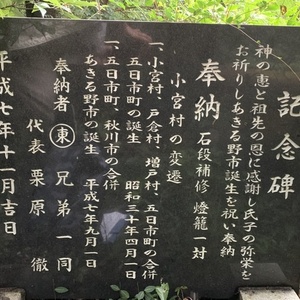 記念碑
神の恵と祖先の恩に感謝し氏子の弥栄を
お祈りしあきる野市誕生を祝い奉納
奉納 石段補修 燈籠一対
小宮村の変遷
一、小宮村、戸倉村、増戸村、五日市町の合併
五日市町の誕生 昭和三十年四月一日
一、五日市町、秋川市の合併
あきる野市の誕生 平成七年九月一日
奉納者 東 兄弟一同
代表 栗原 徹
平成七年十一月吉日